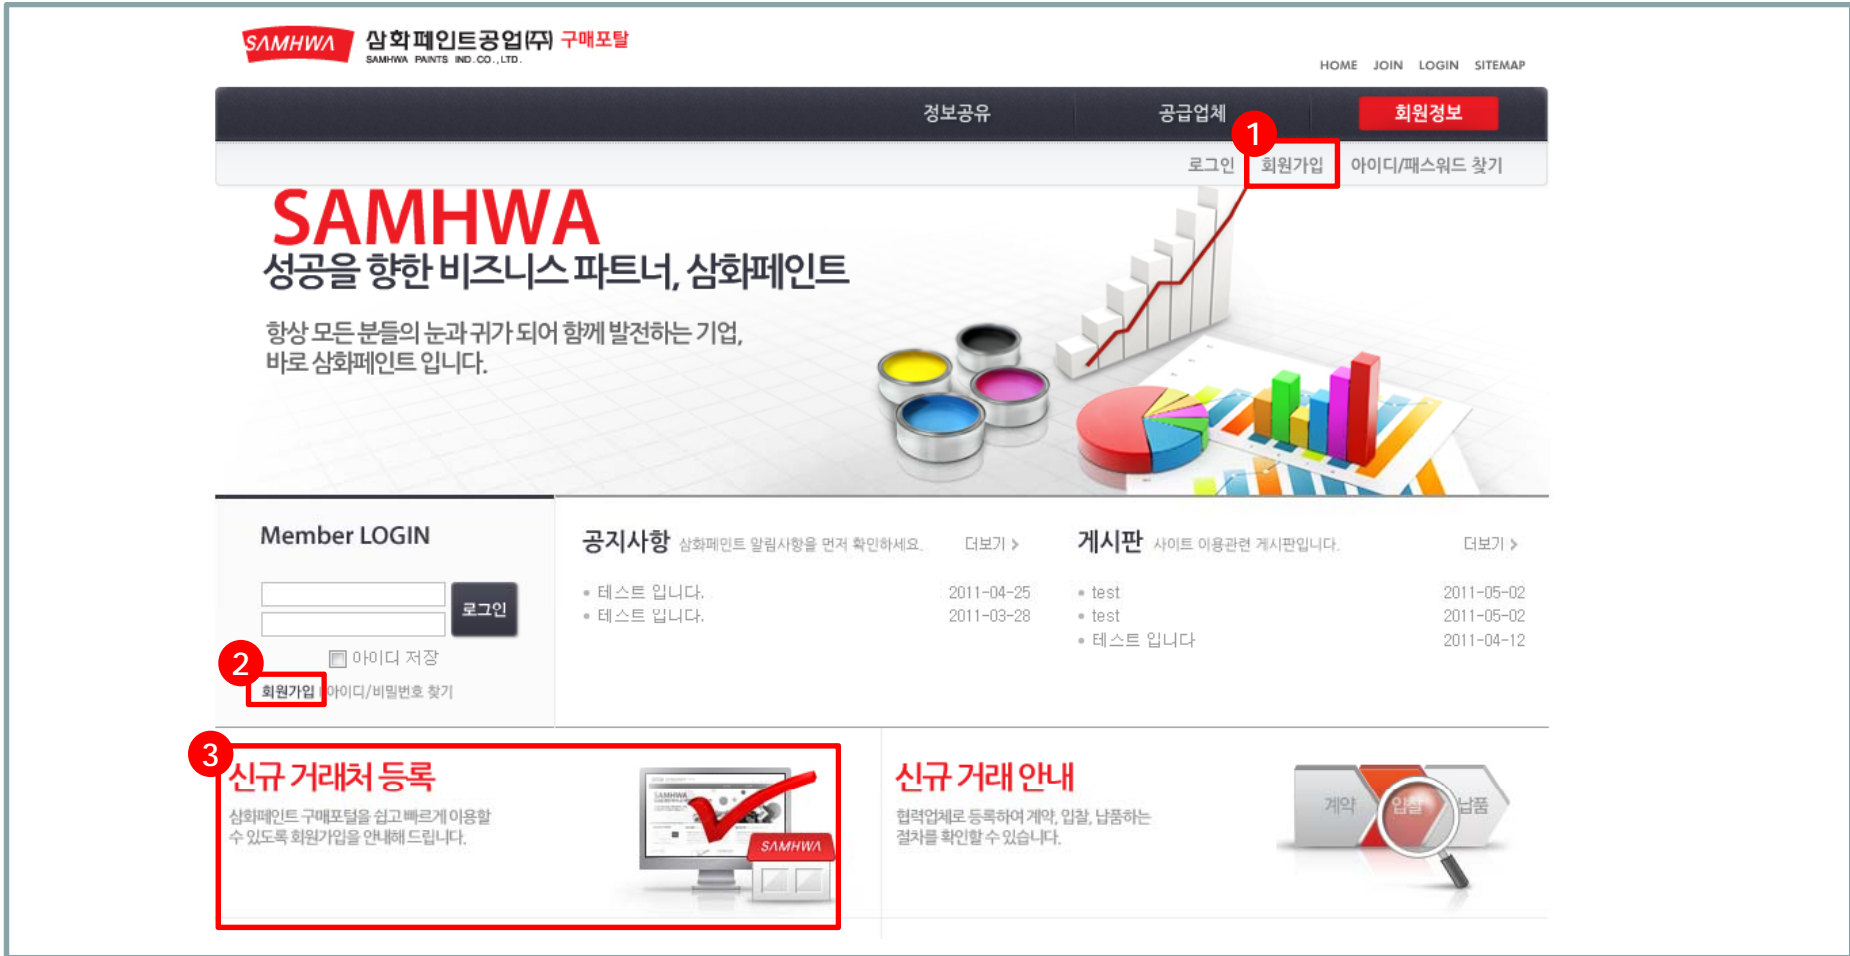 SAMHWA 삼화페인트공업(주) 구매포탈
SAMHWA PAINTS IND.CO.,LTD.
HOME JOIN LOGIN SITEMAP
정보공유 공급업체 회원정보
1
로그인 회원가입 아이디/패스워드 찾기
SAMHWA
성공을 향한 비즈니스 파트너, 삼화페인트
항상 모든 분들의 눈과 귀가 되어 함께 발전하는 기업,
바로 삼화페인트 입니다.
Member LOGIN
로그인
아이디 저장
2
회원가입 | 아이디/비밀번호 찾기
공지사항 삼화페인트 알림사항을 먼저 확인하세요. 더보기 >
• 테스트 입니다. 2011-04-25
• 테스트 입니다. 2011-03-28
게시판 사이트 이용관련 게시판입니다. 더보기 >
• test 2011-05-02
• test 2011-05-02
• 테스트 입니다 2011-04-12
3
신규 거래처 등록
삼화페인트 구매포털을 쉽고 빠르게 이용할
수 있도록 회원가입을 안내해 드립니다.
SAMHWA
SAMHWA
신규 거래 안내
협력업체로 등록하여 계약, 입찰, 납품하는
절차를 확인할 수 있습니다.
계약 입찰 납품